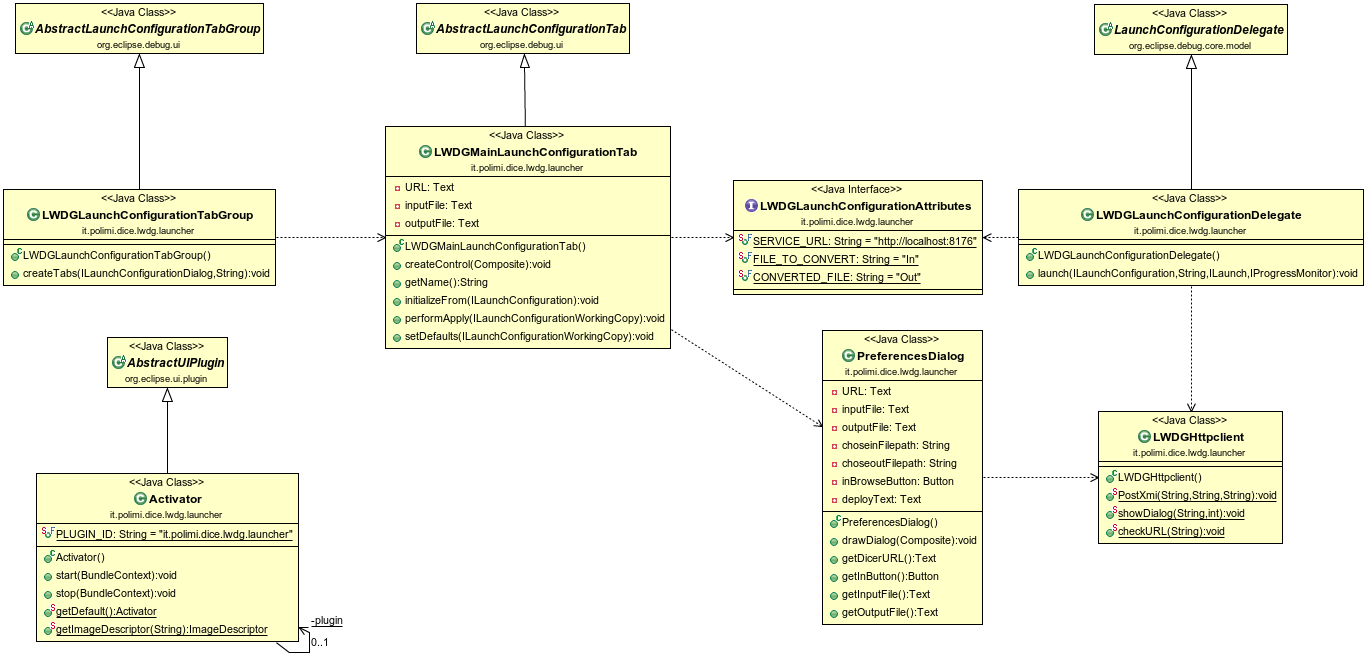 <<Java Class>>
AbstractLaunchConfigurationTabGroup
org.eclipse.debug.ui
<<Java Class>>
AbstractLaunchConfigurationTab
org.eclipse.debug.ui
<<Java Class>>
LaunchConfigurationDelegate
org.eclipse.debug.core.model
<<Java Class>>
LWDGLaunchConfigurationTabGroup
it.polimi.dice.lwdg.launcher
LWDGLaunchConfigurationTabGroup()
createTabs(ILaunchConfigurationDialog,String):void
<<Java Class>>
LWDGMainLaunchConfigurationTab
it.polimi.dice.lwdg.launcher
URL: Text
inputFile: Text
outputFile: Text
LWDGMainLaunchConfigurationTab()
createControl(Composite):void
getName():String
initializeFrom(ILaunchConfiguration):void
performApply(ILaunchConfigurationWorkingCopy):void
setDefaults(ILaunchConfigurationWorkingCopy):void
<<Java Interface>>
LWDGLaunchConfigurationAttributes
it.polimi.dice.lwdg.launcher
SERVICE_URL: String = "http://localhost:8176"
FILE_TO_CONVERT: String = "In"
CONVERTED_FILE: String = "Out"
<<Java Class>>
LWDGLaunchConfigurationDelegate
it.polimi.dice.lwdg.launcher
LWDGLaunchConfigurationDelegate()
launch(ILaunchConfiguration,String,ILaunch,IProgressMonitor):void
<<Java Class>>
AbstractUIPlugin
org.eclipse.ui.plugin
<<Java Class>>
Activator
it.polimi.dice.lwdg.launcher
PLUGIN_ID: String = "it.polimi.dice.lwdg.launcher"
Activator()
start(BundleContext):void
stop(BundleContext):void
getDefault():Activator
getImageDescriptor(String):ImageDescriptor
-plugin
0..1
<<Java Class>>
PreferencesDialog
it.polimi.dice.lwdg.launcher
URL: Text
inputFile: Text
outputFile: Text
choseinFilepath: String
choseoutFilepath: String
inBrowseButton: Button
deployText: Text
PreferencesDialog()
drawDialog(Composite):void
getDicerURL():Text
getInButton():Button
getInputFile():Text
getOutputFile():Text
<<Java Class>>
LWDGHttpclient
it.polimi.dice.lwdg.launcher
LWDGHttpclient()
PostXmi(String,String,String):void
showDialog(String,int):void
checkURL(String):void